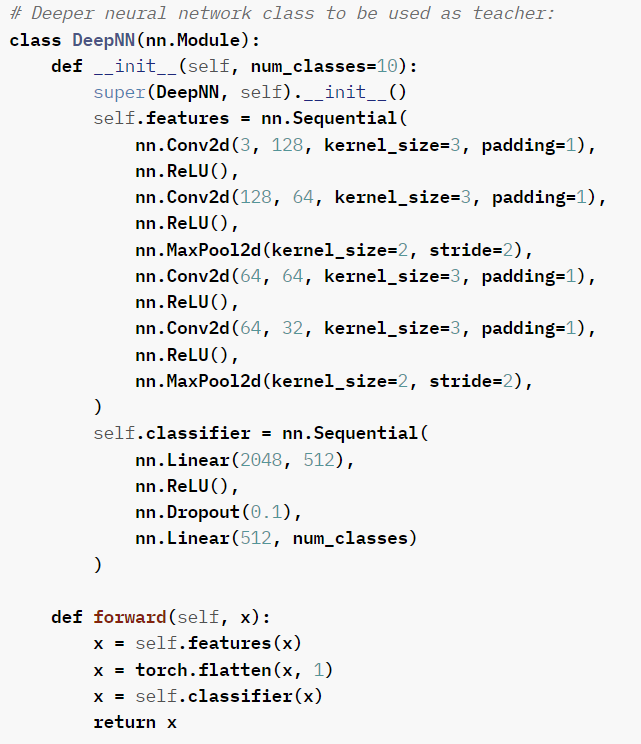 # Deeper neural network class to be used as teacher:
class DeepNN(nn.Module):
    def __init__(self, num_classes=10):
        super(DeepNN, self).__init__()
        self.features = nn.Sequential(
            nn.Conv2d(3, 128, kernel_size=3, padding=1),
            nn.ReLU(),
            nn.Conv2d(128, 64, kernel_size=3, padding=1),
            nn.ReLU(),
            nn.MaxPool2d(kernel_size=2, stride=2),
            nn.Conv2d(64, 64, kernel_size=3, padding=1),
            nn.ReLU(),
            nn.Conv2d(64, 32, kernel_size=3, padding=1),
            nn.ReLU(),
            nn.MaxPool2d(kernel_size=2, stride=2),
        )
        self.classifier = nn.Sequential(
            nn.Linear(2048, 512),
            nn.ReLU(),
            nn.Dropout(0.1),
            nn.Linear(512, num_classes)
        )

    def forward(self, x):
        x = self.features(x)
        x = torch.flatten(x, 1)
        x = self.classifier(x)
        return x